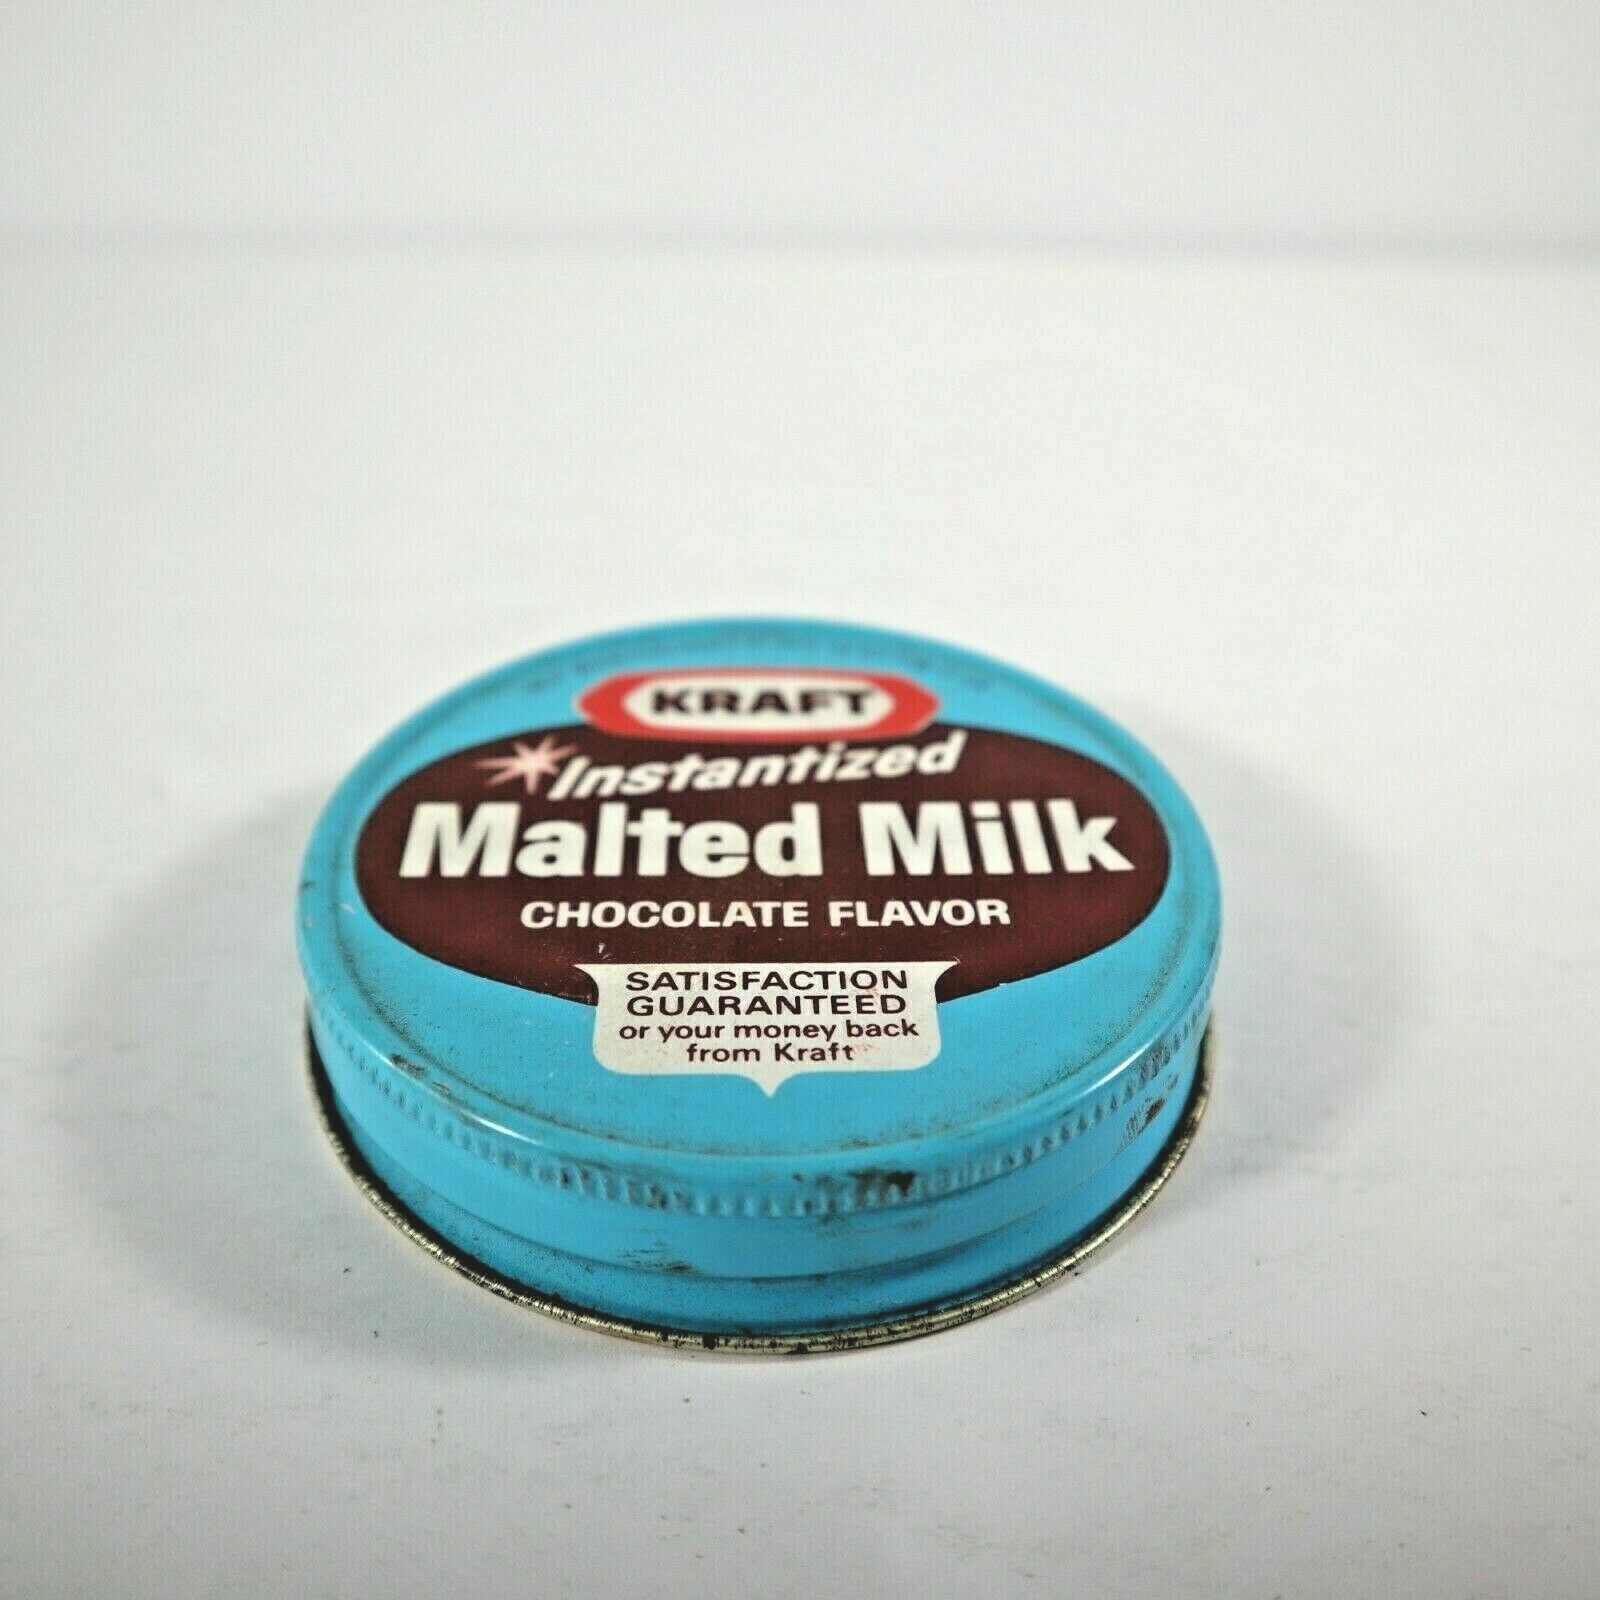 KRAFT
Instantized
Malted Milk
CHOCOLATE FLAVOR
SATISFACTION
GUARANTEED
or your money back
from Kraft